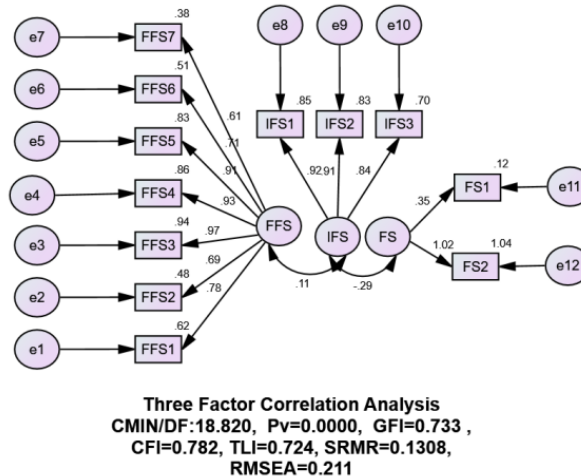 e7 FFS7 .38
e6 FFS6 .51
e5 FFS5 .83
e4 FFS4 .86
e3 FFS3 .94
e2 FFS2 .48
e1 FFS1 .62
.61
.71
.91
.93
.97
.69
.78
FFS
e8 e9 e10
IFS1 .85 IFS2 .83 IFS3 .70
.92 .91 .84
IFS
.11
-.29
FS
.35
1.02
FS1 .12 e11
FS2 1.04 e12
Three Factor Correlation Analysis
CMIN/DF:18.820, Pv=0.0000, GFI=0.733 ,
CFI=0.782, TLI=0.724, SRMR=0.1308,
RMSEA=0.211